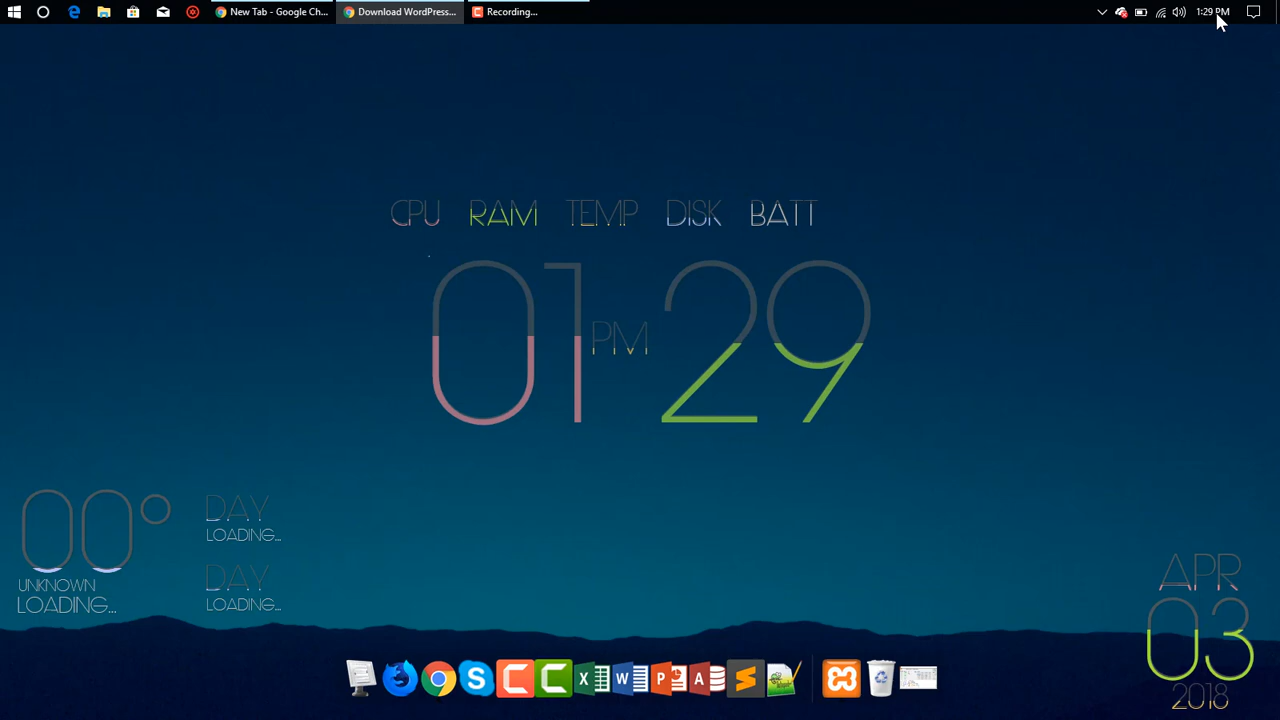 New Tab - Google Ch...
Download WordPress...
Recording...
1:29 PM
CPU RAM TEMP DISK BATT
01 PM 29
00°
UNKNOWN
LOADING...
DAY
LOADING...
DAY
LOADING...
APR
03
2018